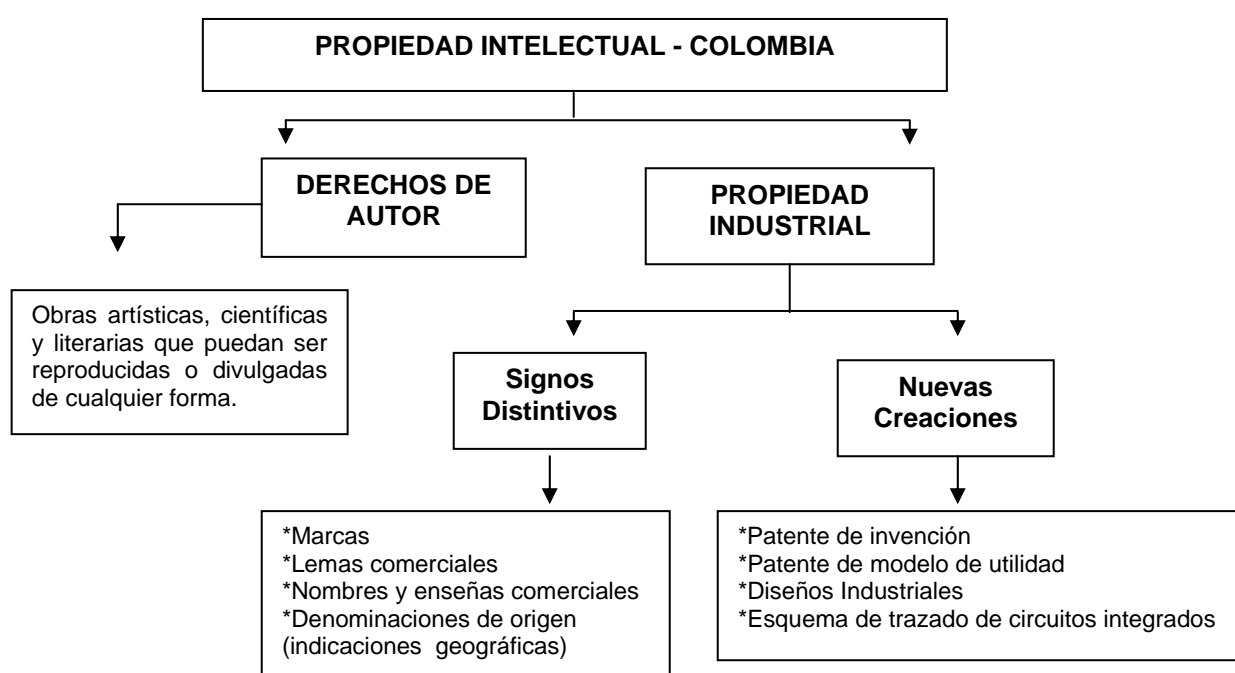 PROPIEDAD INTELECTUAL - COLOMBIA
DERECHOS DE
AUTOR
PROPIEDAD
INDUSTRIAL
Obras artísticas, científicas
y literarias que puedan ser
reproducidas o divulgadas
de cualquier forma.
Signos
Distintivos
Nuevas
Creaciones
*Marcas
*Lemas comerciales
*Nombres y enseñas comerciales
*Denominaciones de origen
(indicaciones geográficas)
*Patente de invención
*Patente de modelo de utilidad
*Diseños Industriales
*Esquema de trazado de circuitos integrados